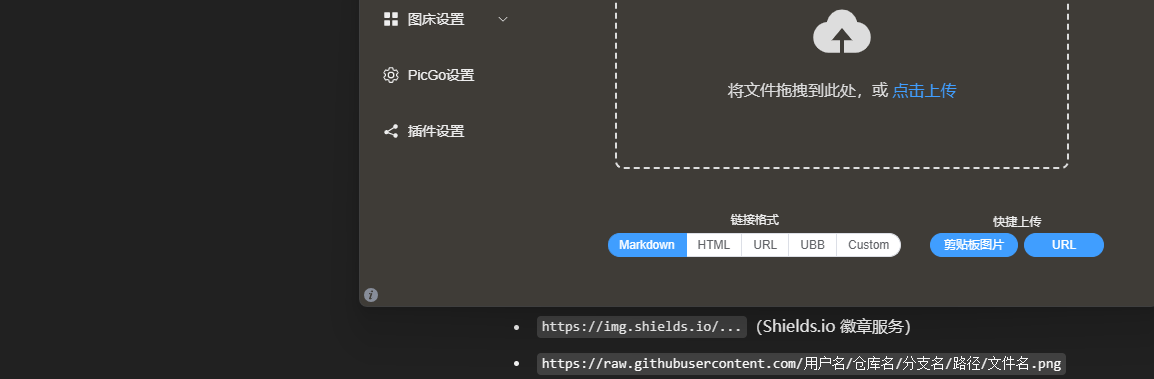 图床设置
PicGo设置
插件设置
将文件拖拽到此处，或 点击上传
链接格式
Markdown HTML URL UBB Custom
快捷上传
剪贴板图片 URL
https://img.shields.io/...（Shields.io 徽章服务）
https://raw.githubusercontent.com/用户名/仓库名/分支名/路径/文件名.png